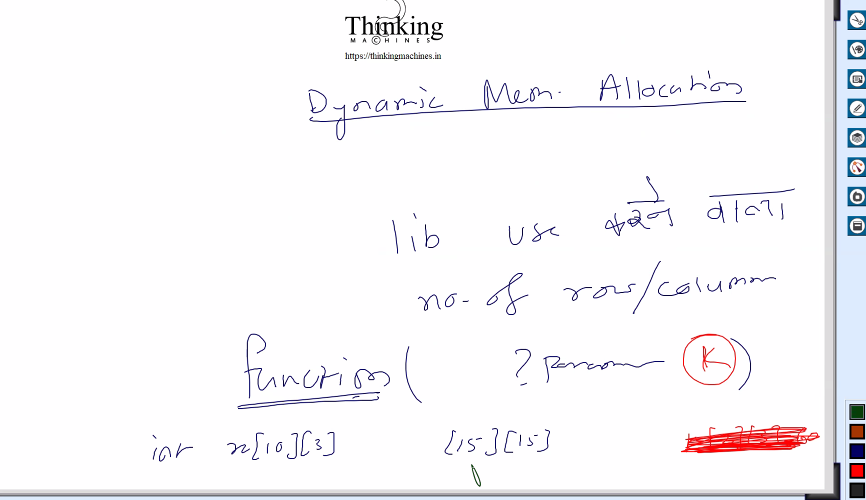 Thinking
MACHINES
https://thinkingmachines.in
Dynamic Mem. Allocation
lib use वाला
no. of rows/column
function( ? Param K )
int x[10][3] [15][15]